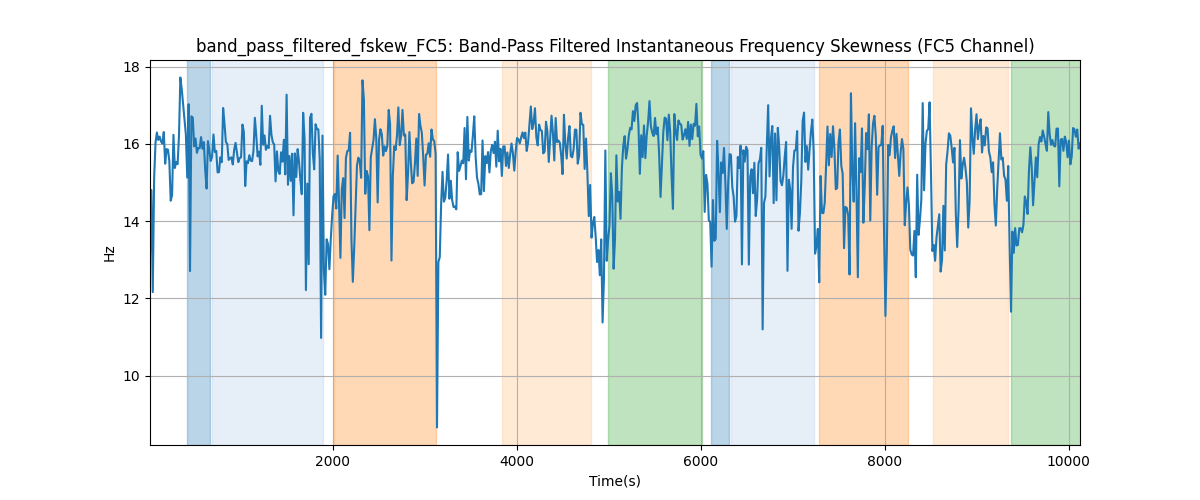 band_pass_filtered_fskew_FC5: Band-Pass Filtered Instantaneous Frequency Skewness (FC5 Channel)
18
16
14
12
10
Hz
2000 4000 6000 8000 10000
Time(s)